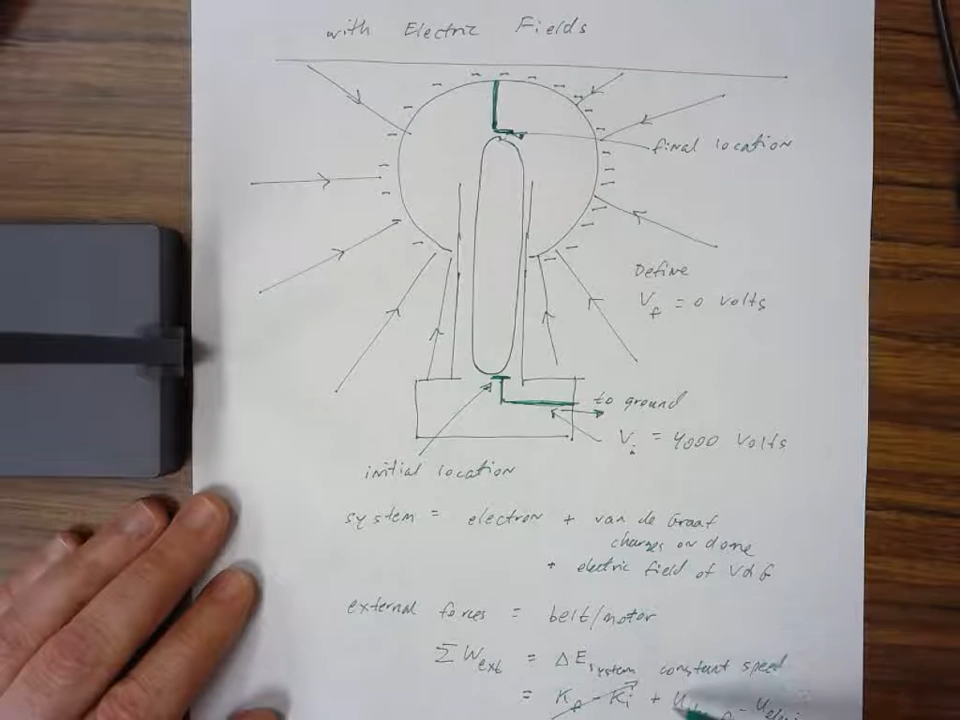 with Electric Fields
final location
Define
V_f = 0 volts
to ground
V_i = 4000 volts
initial location
system = electron + van de Graaf
charges on dome
+ electric field of VdG
external forces = belt/motor
ΣW_ext = ΔE_system constant speed
= K_f - K_i +